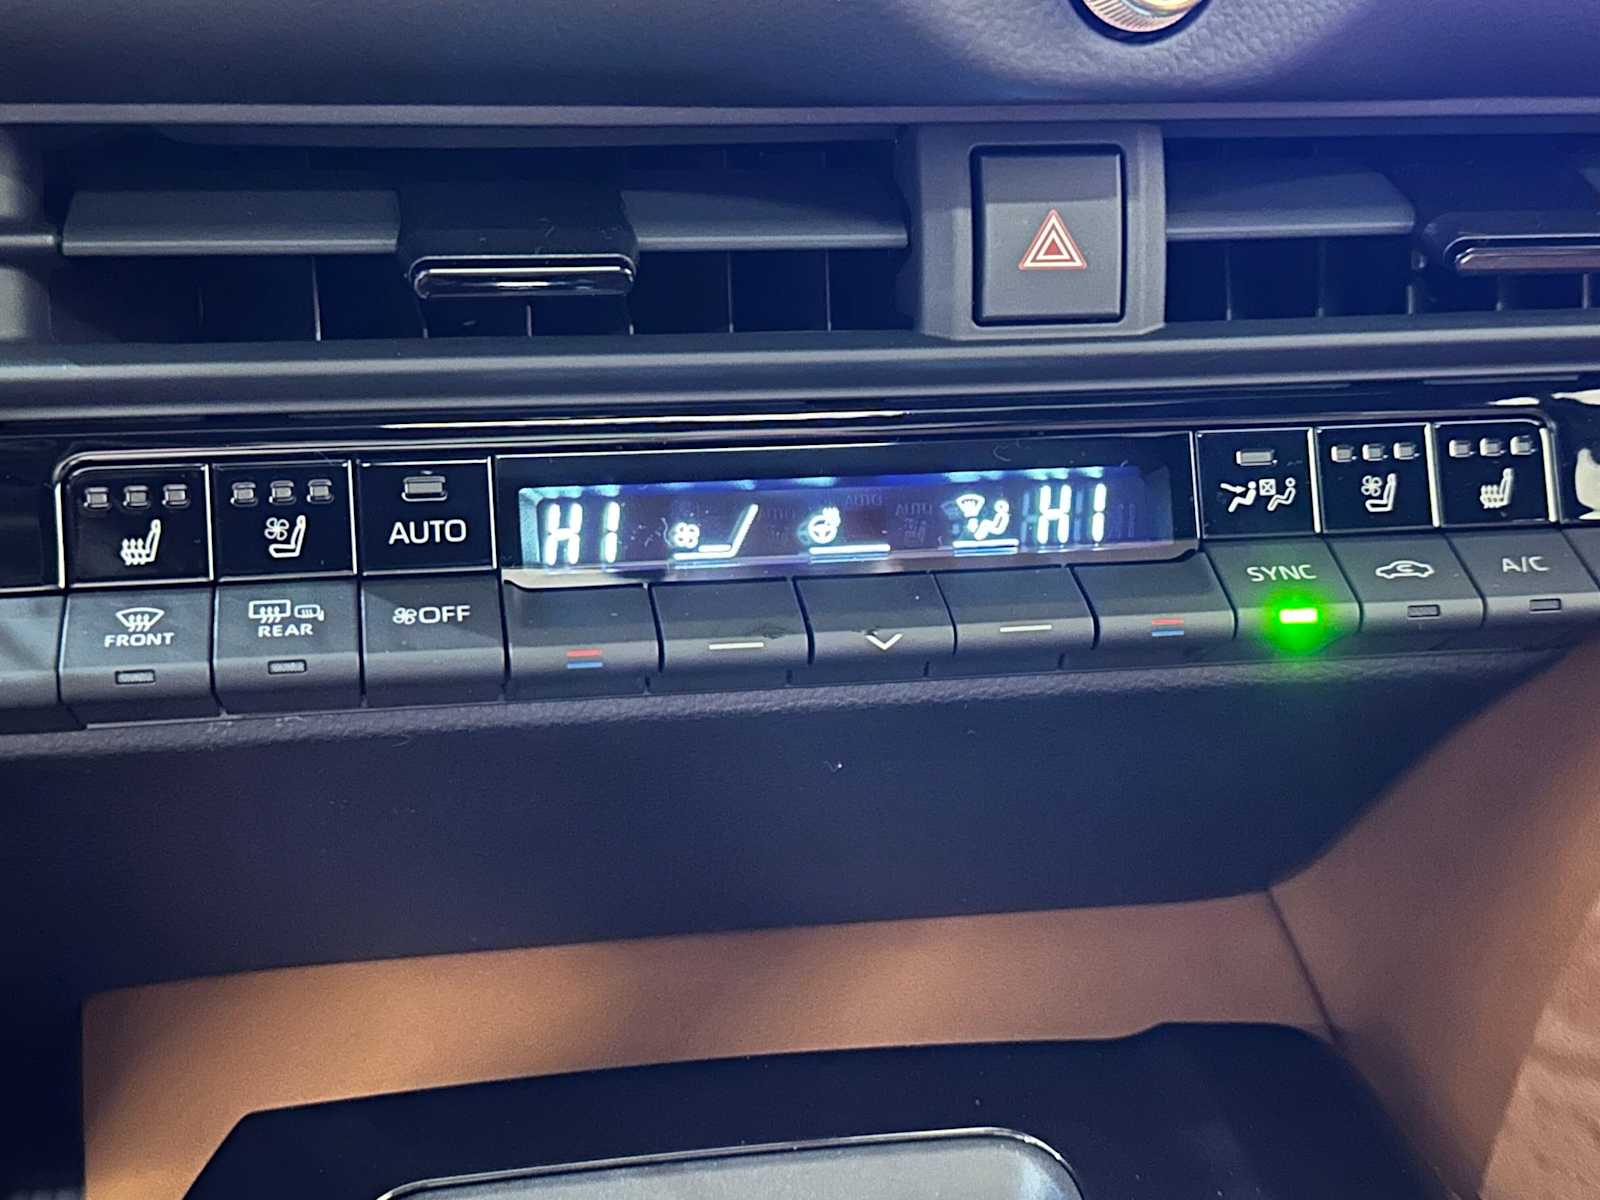 AUTO
HI HI
FRONT
REAR
OFF
SYNC
A/C